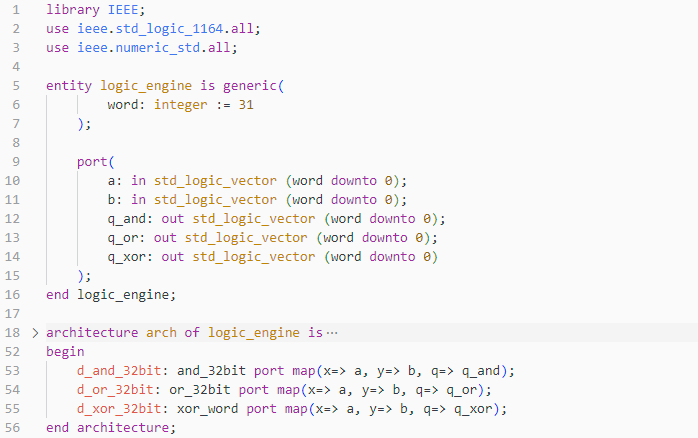 1 library IEEE;
2 use ieee.std_logic_1164.all;
3 use ieee.numeric_std.all;
4
5 entity logic_engine is generic(
6 word: integer := 31
7 );
8
9 port(
10 a: in std_logic_vector (word downto 0);
11 b: in std_logic_vector (word downto 0);
12 q_and: out std_logic_vector (word downto 0);
13 q_or: out std_logic_vector (word downto 0);
14 q_xor: out std_logic_vector (word downto 0)
15 );
16 end logic_engine;
17
18 > architecture arch of logic_engine is ···
52 begin
53 d_and_32bit: and_32bit port map(x=> a, y=> b, q=> q_and);
54 d_or_32bit: or_32bit port map(x=> a, y=> b, q=> q_or);
55 d_xor_32bit: xor_word port map(x=> a, y=> b, q=> q_xor);
56 end architecture;